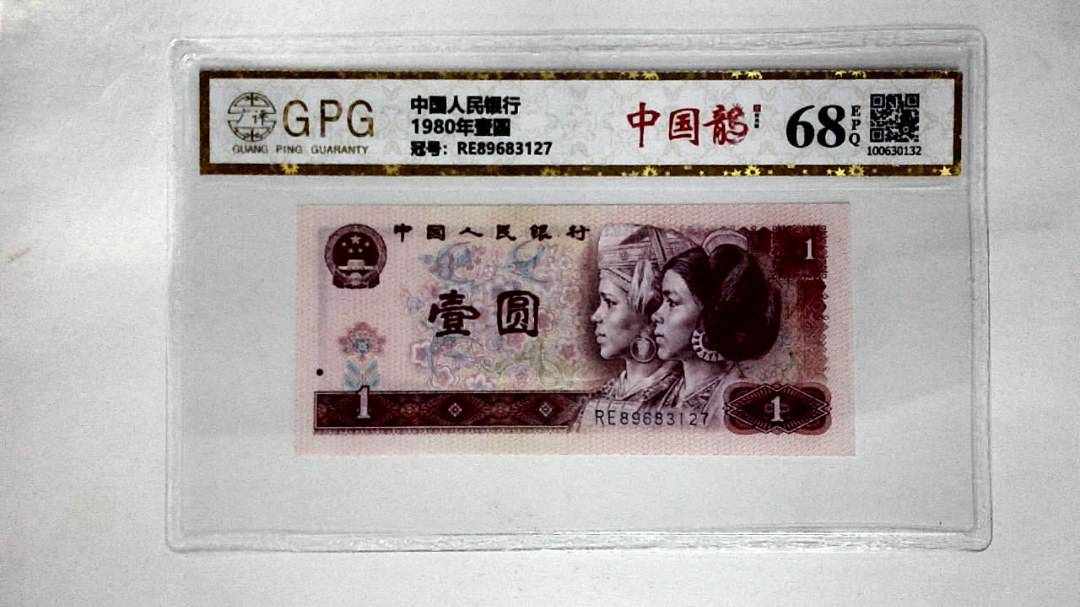 GPG
GUANG PING GUARANTY
中国人民银行
1980年壹圆
冠号：RE89683127
中国龍
68
EPQ
100630132
中国人民银行
1
壹圆
1
RE89683127
1